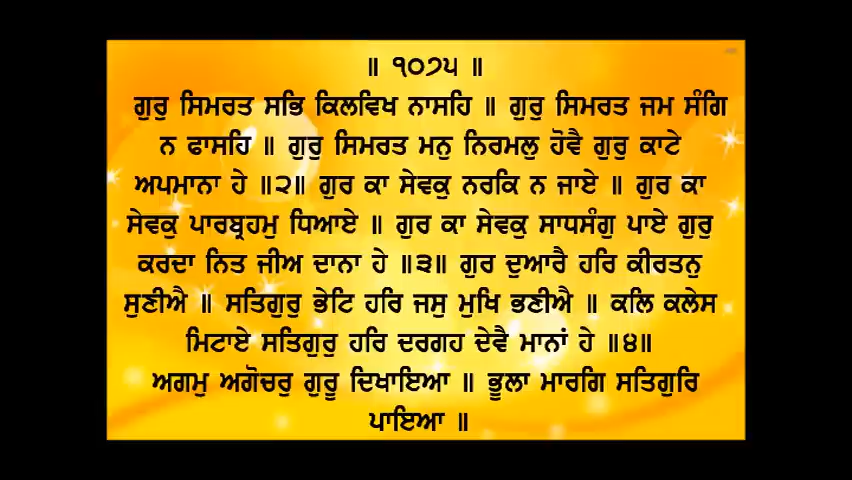 ॥ ੧੦੭੫ ॥
ਗੁਰੁ ਸਿਮਰਤ ਸਭਿ ਕਿਲਵਿਖ ਨਾਸਹਿ ॥ ਗੁਰੁ ਸਿਮਰਤ ਜਮ ਸੰਗਿ
ਨ ਫਾਸਹਿ ॥ ਗੁਰੁ ਸਿਮਰਤ ਮਨੁ ਨਿਰਮਲੁ ਹੋਵੈ ਗੁਰੁ ਕਾਟੇ
ਅਪਮਾਨਾ ਹੇ ॥੨॥ ਗੁਰ ਕਾ ਸੇਵਕੁ ਨਰਕਿ ਨ ਜਾਏ ॥ ਗੁਰ ਕਾ
ਸੇਵਕੁ ਪਾਰਬ੍ਰਹਮੁ ਧਿਆਏ ॥ ਗੁਰ ਕਾ ਸੇਵਕੁ ਸਾਧਸੰਗੁ ਪਾਏ ਗੁਰੁ
ਕਰਦਾ ਨਿਤ ਜੀਅ ਦਾਨਾ ਹੇ ॥੩॥ ਗੁਰ ਦੁਆਰੈ ਹਰਿ ਕੀਰਤਨੁ
ਸੁਣੀਐ ॥ ਸਤਿਗੁਰੁ ਭੇਟਿ ਹਰਿ ਜਸੁ ਮੁਖਿ ਭਣੀਐ ॥ ਕਲਿ ਕਲੇਸ
ਮਿਟਾਏ ਸਤਿਗੁਰੁ ਹਰਿ ਦਰਗਹ ਦੇਵੈ ਮਾਨਾਂ ਹੇ ॥੪॥
ਅਗਮੁ ਅਗੋਚਰੁ ਗੁਰੂ ਦਿਖਾਇਆ ॥ ਭੂਲਾ ਮਾਰਗਿ ਸਤਿਗੁਰਿ
ਪਾਇਆ ॥